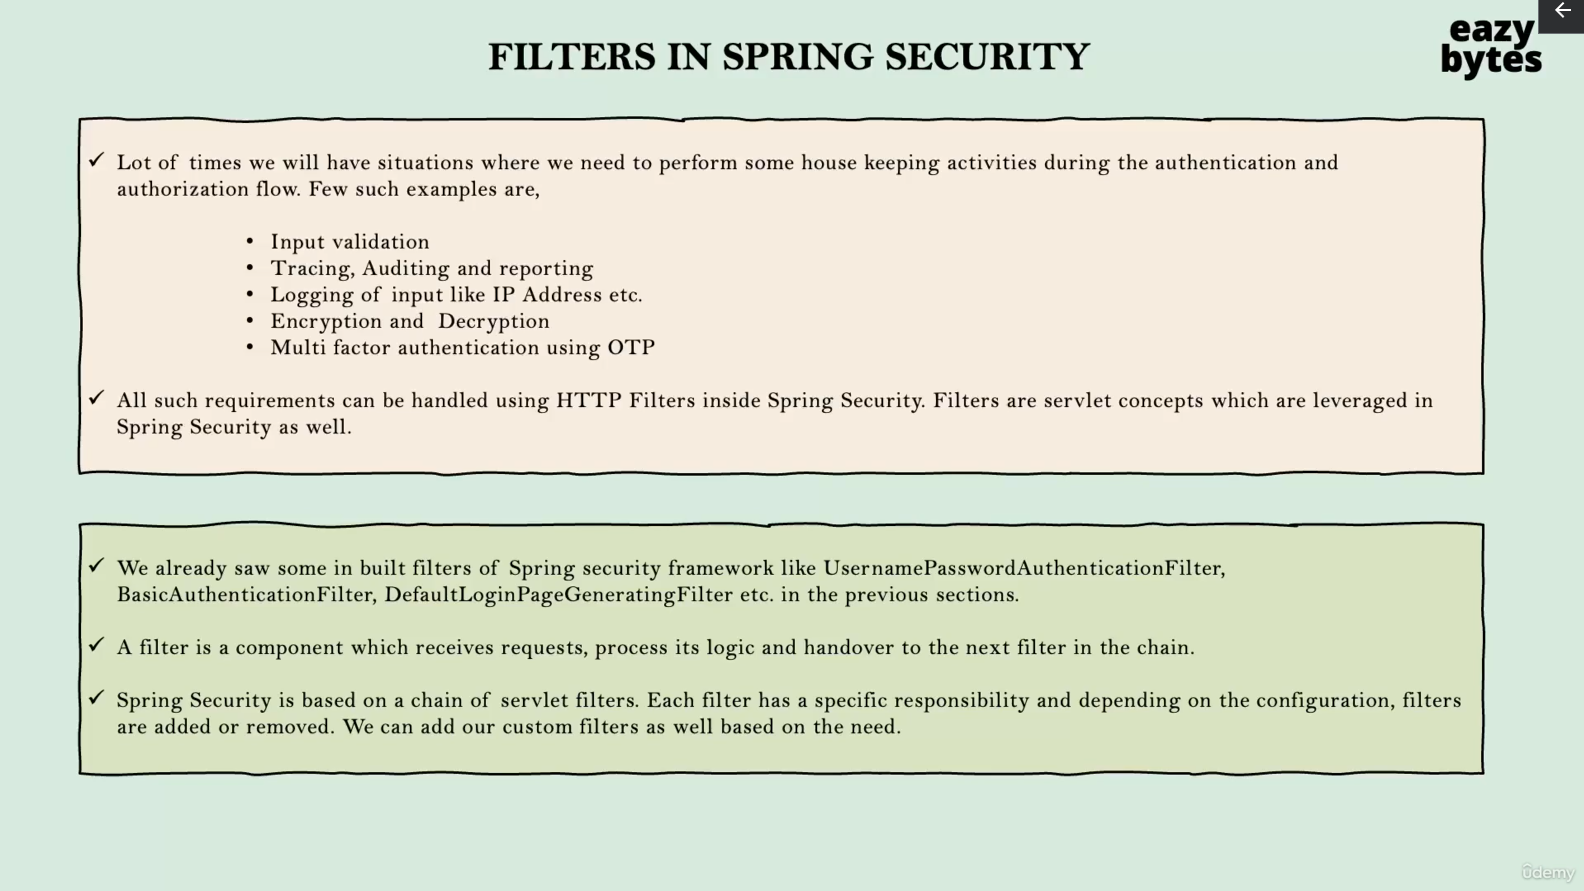 eazy
bytes
FILTERS IN SPRING SECURITY
✓ Lot of times we will have situations where we need to perform some house keeping activities during the authentication and
authorization flow. Few such examples are,
• Input validation
• Tracing, Auditing and reporting
• Logging of input like IP Address etc.
• Encryption and Decryption
• Multi factor authentication using OTP
✓ All such requirements can be handled using HTTP Filters inside Spring Security. Filters are servlet concepts which are leveraged in
Spring Security as well.
✓ We already saw some in built filters of Spring security framework like UsernamePasswordAuthenticationFilter,
BasicAuthenticationFilter, DefaultLoginPageGeneratingFilter etc. in the previous sections.
✓ A filter is a component which receives requests, process its logic and handover to the next filter in the chain.
✓ Spring Security is based on a chain of servlet filters. Each filter has a specific responsibility and depending on the configuration, filters
are added or removed. We can add our custom filters as well based on the need.
ûdemy